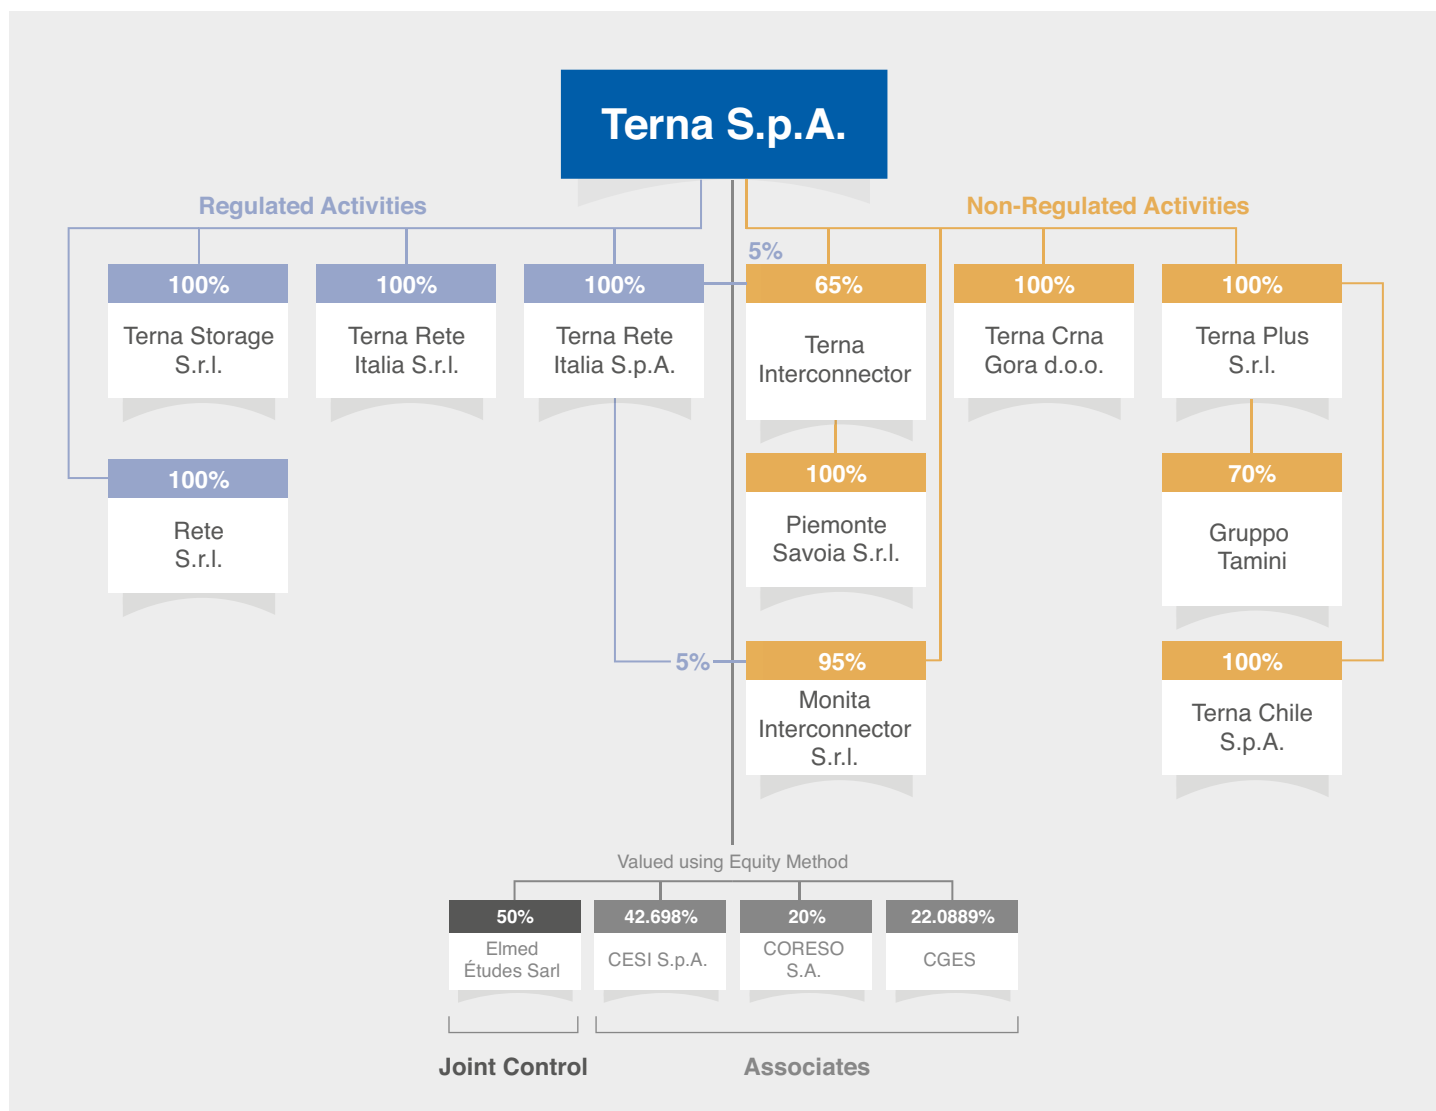 Terna S.p.A.
Regulated Activities
Non-Regulated Activities
5%
100%
Terna Storage
S.r.l.
100%
Terna Rete
Italia S.r.l.
100%
Terna Rete
Italia S.p.A.
65%
Terna
Interconnector
100%
Terna Crna
Gora d.o.o.
100%
Terna Plus
S.r.l.
100%
Rete
S.r.l.
100%
Piemonte
Savoia S.r.l.
70%
Gruppo
Tamini
5%
95%
Monita
Interconnector
S.r.l.
100%
Terna Chile
S.p.A.
Valued using Equity Method
50%
Elmed
Études Sarl
42.698%
CESI S.p.A.
20%
CORESO
S.A.
22.0889%
CGES
Joint Control
Associates